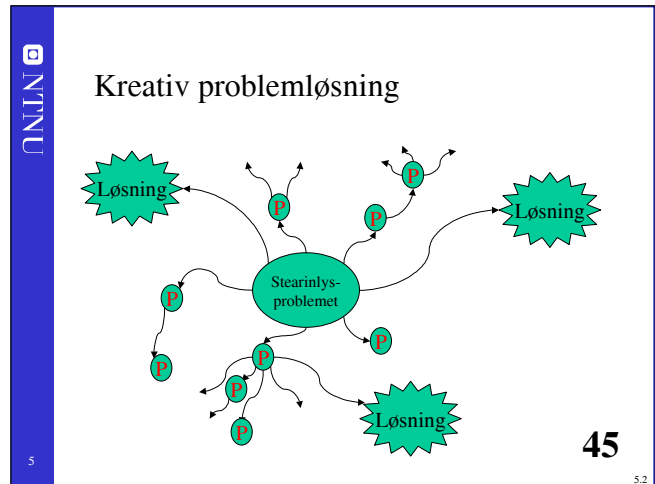 NTNU
Kreativ problemløsning
Løsning
P
P
P
Løsning
Stearinlys-
problemet
P
P
P
P
P
P
Løsning
45
5
5.2